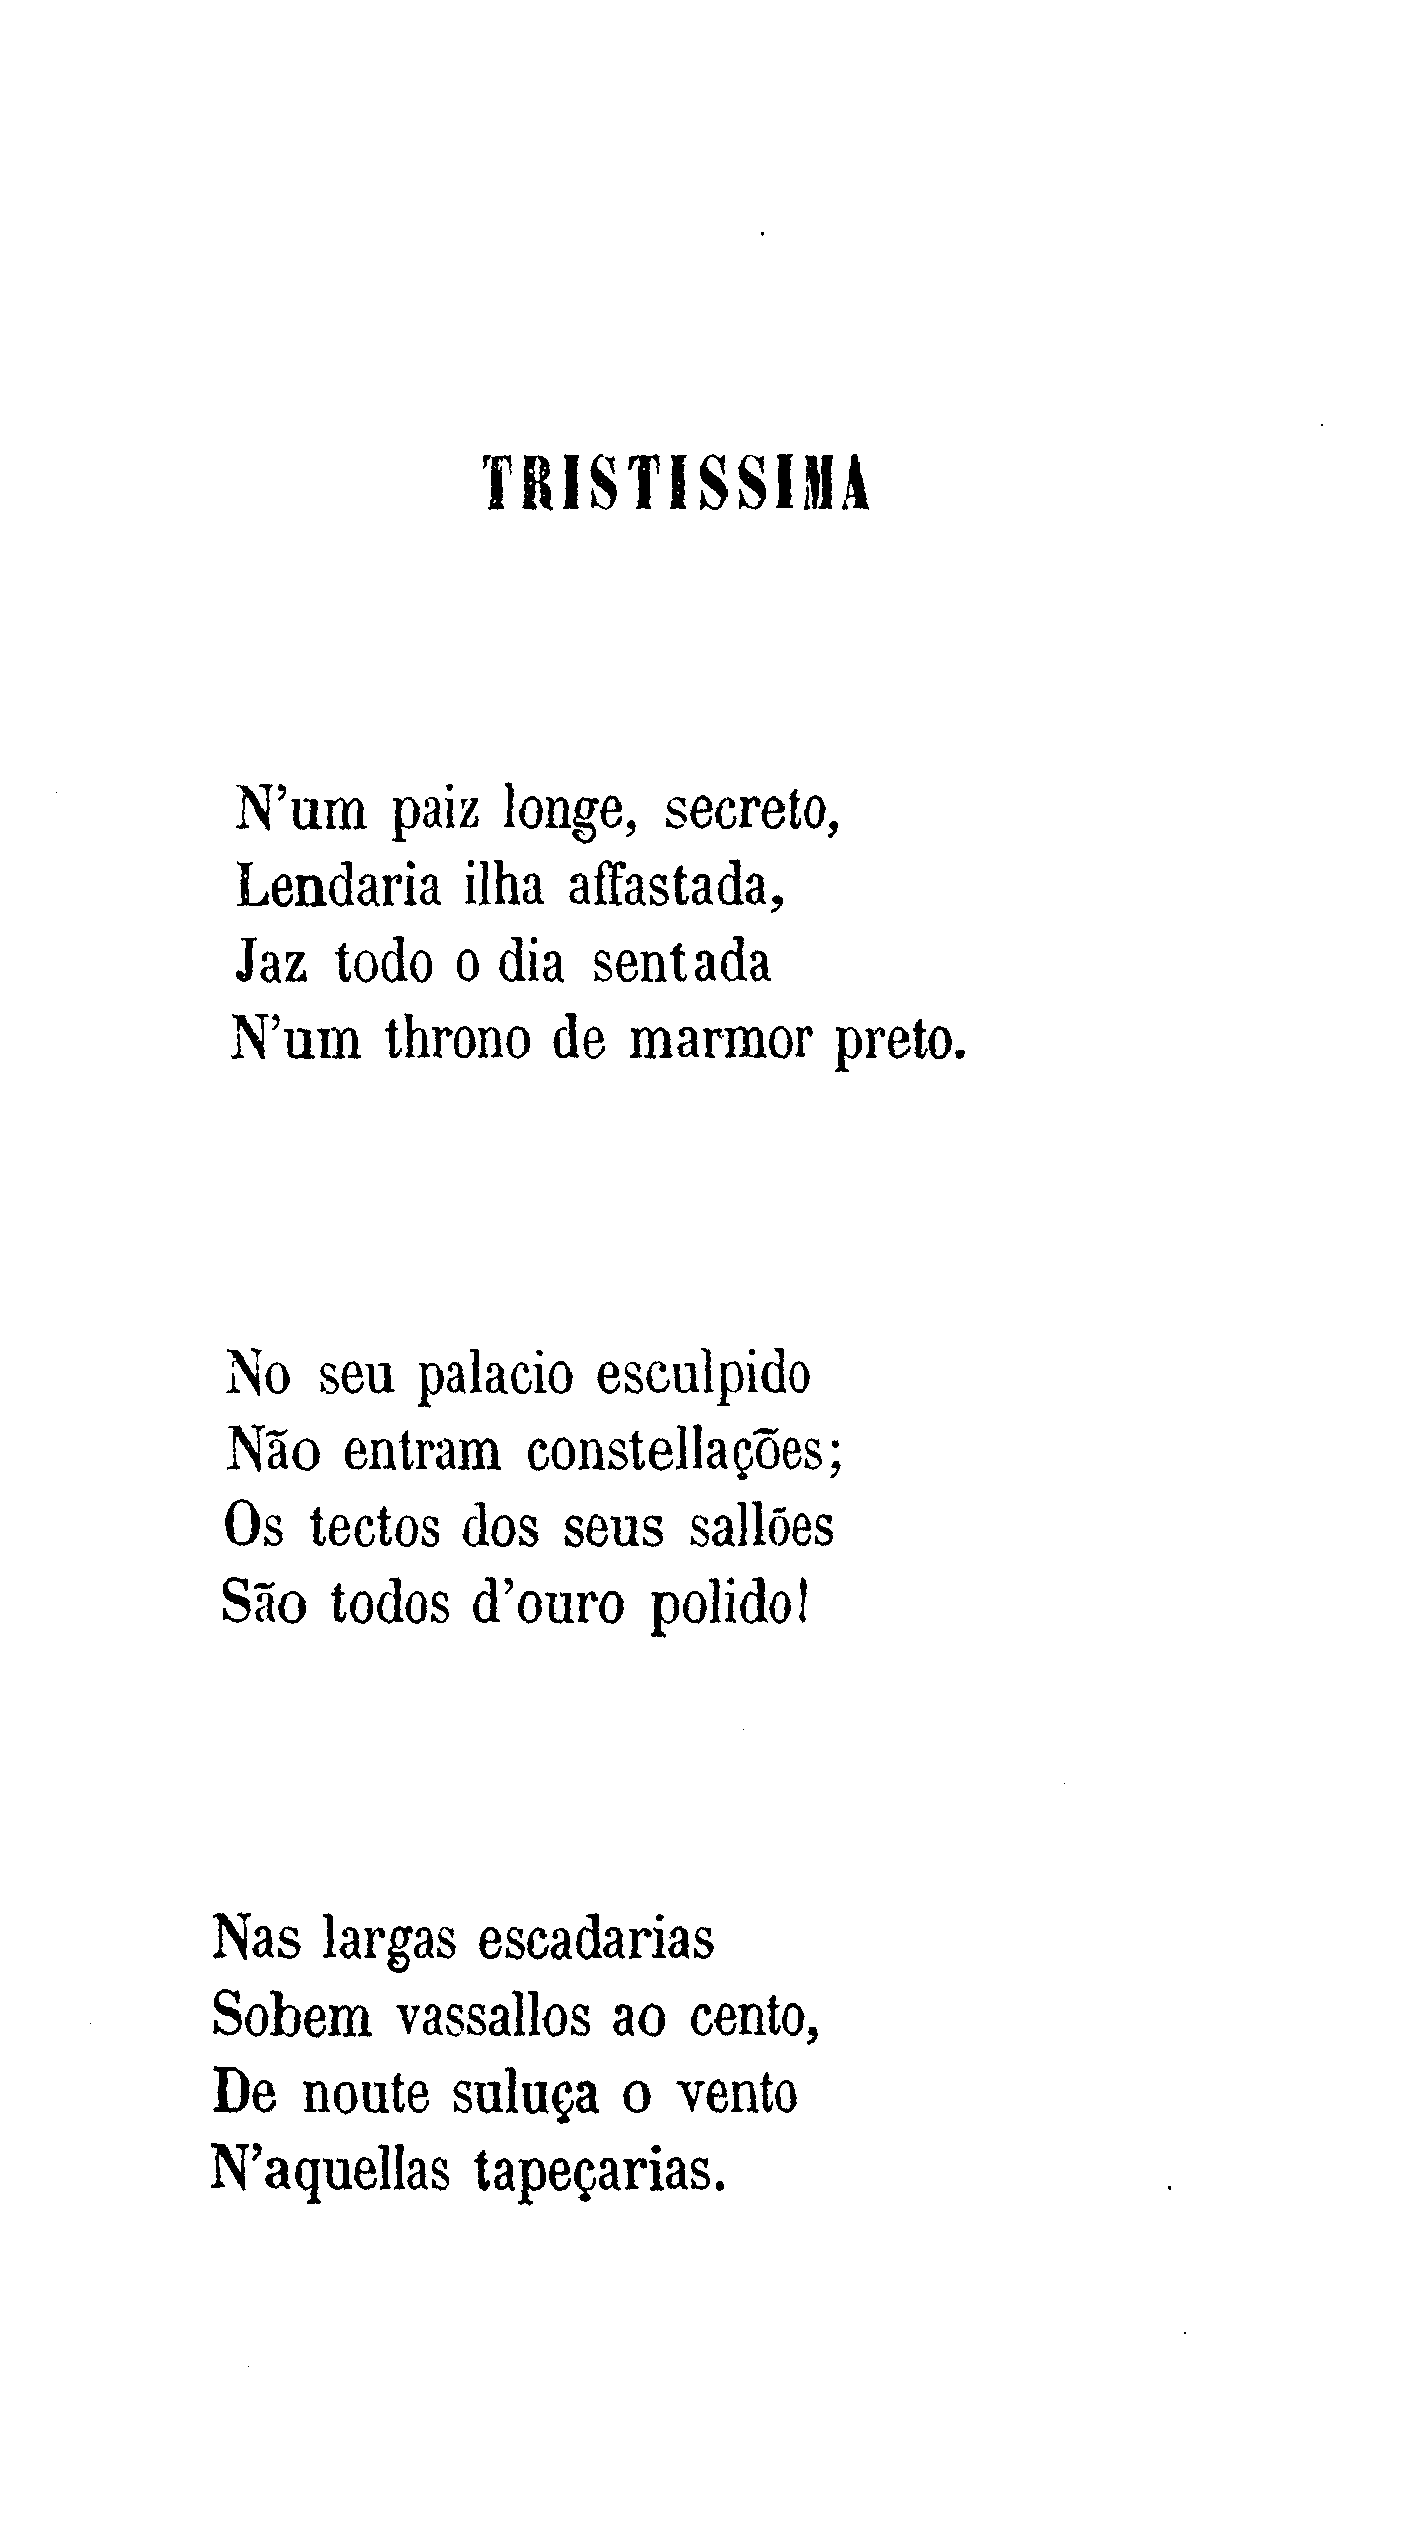 TRISTISSIMA
N'um paiz longe, secreto,
Lendaria ilha affastada,
Jaz todo o dia sentada
N'um throno de marmor preto.
No seu palacio esculpido
Não entram constellações;
Os tectos dos seus sallões
São todos d'ouro polido!
Nas largas escadarias
Sobem vassallos ao cento,
De noute suluça o vento
N'aquellas tapeçarias.